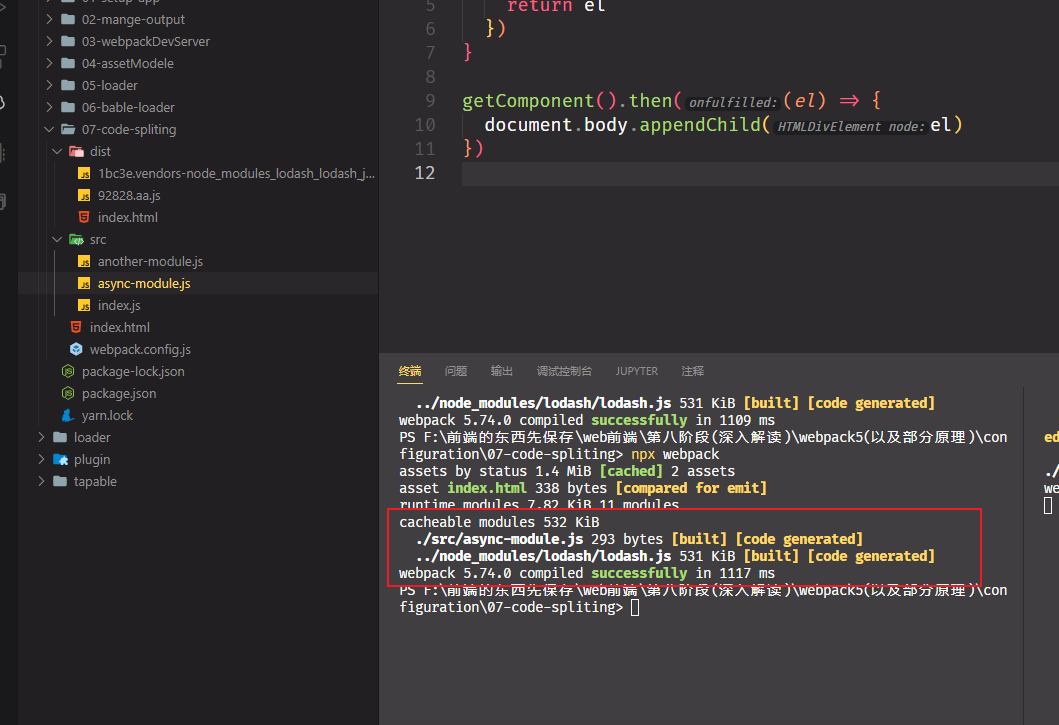 02-mange-output
03-webpackDevServer
04-assetModele
05-loader
06-bable-loader
07-code-spliting
dist
1bc3e.vendors-node_modules_lodash_lodash_j...
92828.aa.js
index.html
src
another-module.js
async-module.js
index.js
index.html
webpack.config.js
package-lock.json
package.json
yarn.lock
loader
plugin
tapable
5 return el
6 })
7 }
8
9 getComponent().then( onfulfilled: (el) => {
10 document.body.appendChild( HTMLDivElement node: el)
11 })
12
终端 问题 输出 调试控制台 JUPYTER 注释
../node_modules/lodash/lodash.js 531 KiB [built] [code generated]
webpack 5.74.0 compiled successfully in 1109 ms
PS F:\前端的东西先保存\web前端\第八阶段(深入解读)\webpack5(以及部分原理)\con
figuration\07-code-spliting> npx webpack
assets by status 1.4 MiB [cached] 2 assets
asset index.html 338 bytes [compared for emit]
runtime modules 7.82 KiB 11 modules
cacheable modules 532 KiB
./src/async-module.js 293 bytes [built] [code generated]
../node_modules/lodash/lodash.js 531 KiB [built] [code generated]
webpack 5.74.0 compiled successfully in 1117 ms
PS F:\前端的东西先保存\web前端\第八阶段(深入解读)\webpack5(以及部分原理)\con
figuration\07-code-spliting>
ed
./
we